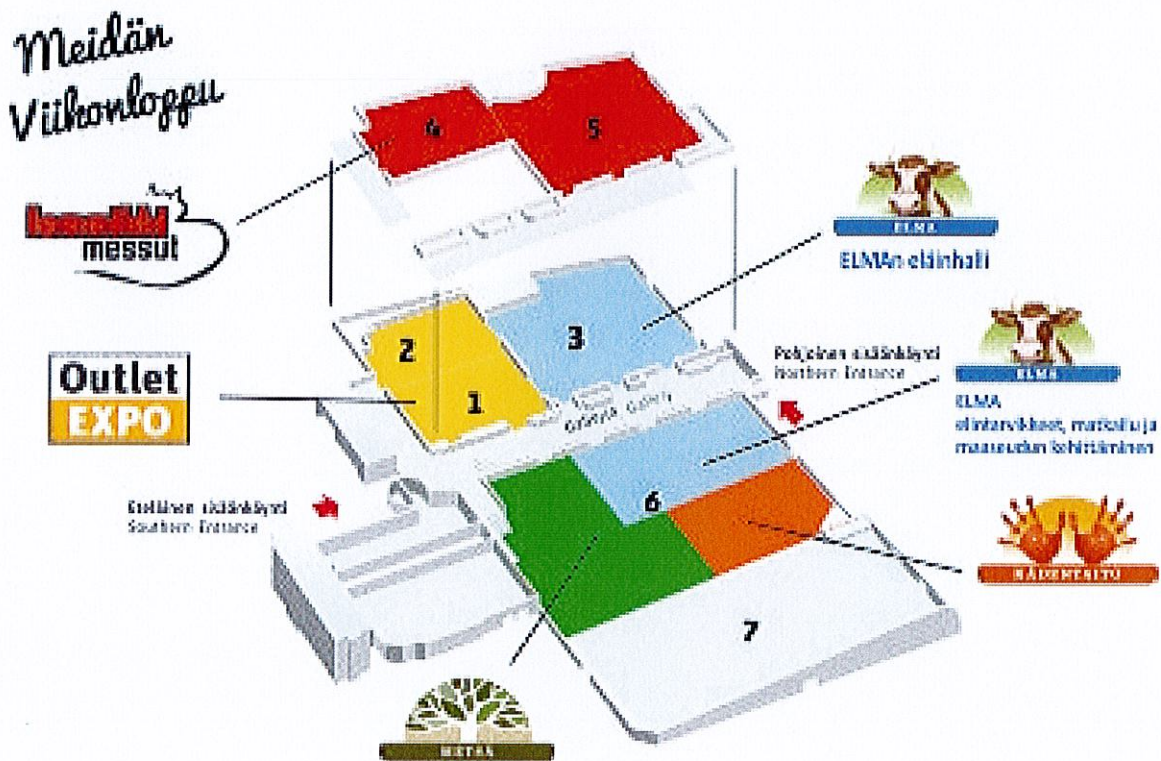 Meidän
Viikonloppu
4
5
messut
ELMA
ELMAn eläinhalli
2
3
1
Outlet
EXPO
Pohjoinen sisäänkäynti
Northern Entrance
Galleria Gallery
ELMA
ELMA
elintarvikkeet, matkailu ja
maaseudun kehittäminen
Eteläinen sisäänkäynti
Southern Entrance
6
KÄDENTAITO
7
METSÄ